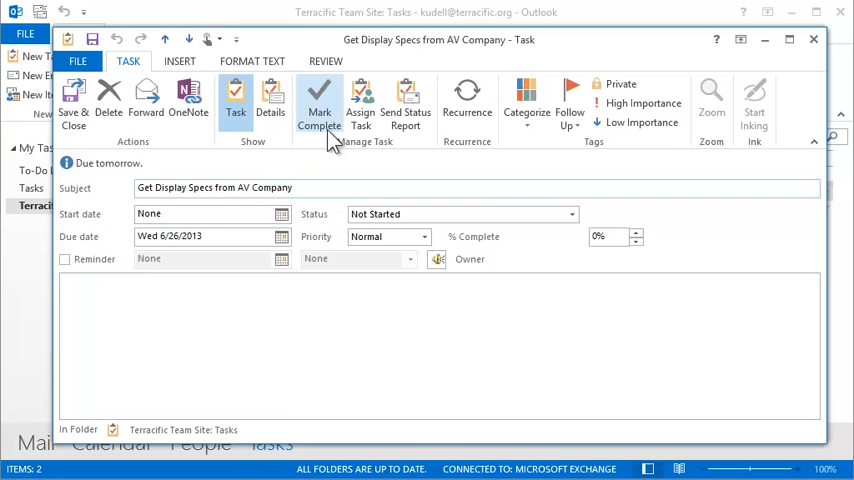 Terracific Team Site: Tasks - kudell@terracific.org - Outlook
FILE
Get Display Specs from AV Company - Task
FILE TASK INSERT FORMAT TEXT REVIEW
New T
New E
New It
Save & Close
Delete
Forward
OneNote
Task
Details
Mark Complete
Assign Task
Send Status Report
Recurrence
Categorize
Follow Up
Private
High Importance
Low Importance
Zoom
Start Inking
Actions Show Manage Task Recurrence Tags Zoom Ink
New
My Tas
To-Do L
Tasks
Terracif
Due tomorrow.
Subject Get Display Specs from AV Company
Start date None Status Not Started
Due date Wed 6/26/2013 Priority Normal % Complete 0%
Reminder None None Owner
In Folder Terracific Team Site: Tasks
Mail Calendar People Tasks
ITEMS: 2 ALL FOLDERS ARE UP TO DATE. CONNECTED TO: MICROSOFT EXCHANGE 100%